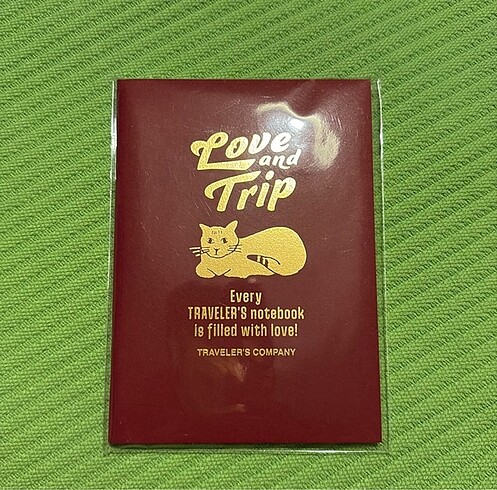 Love
and
Trip
Every
TRAVELER'S notebook
is filled with love!
TRAVELER'S COMPANY